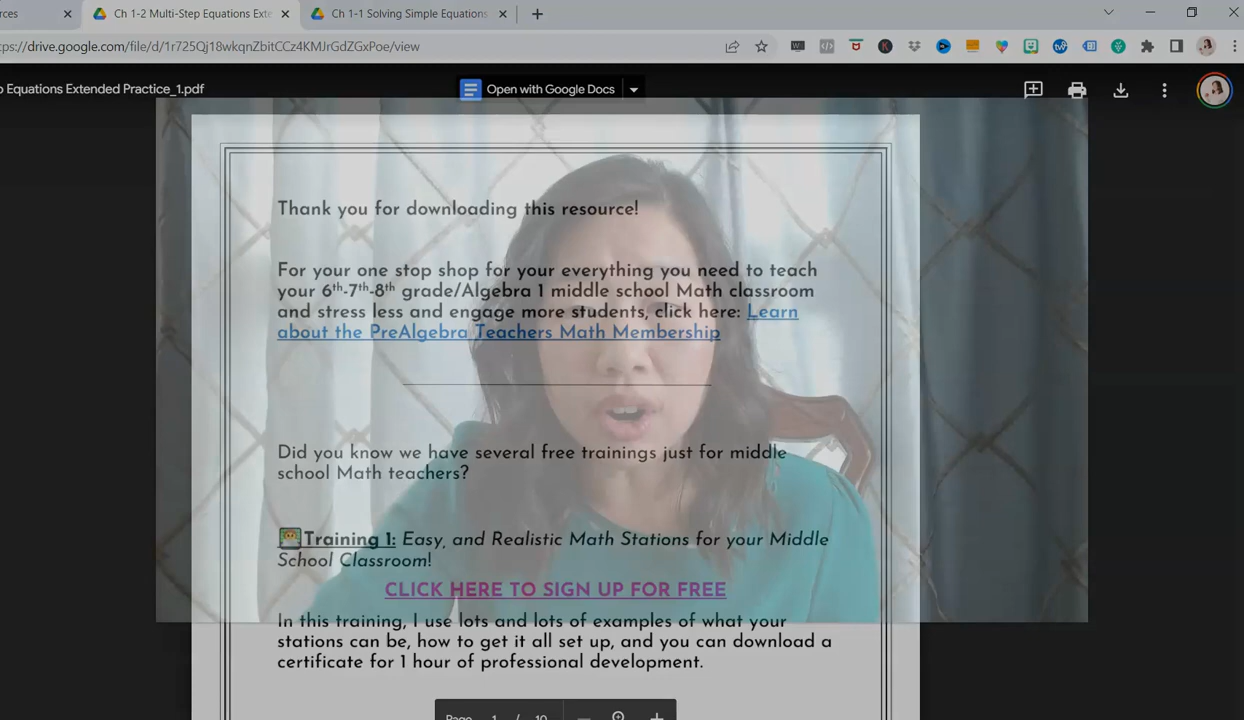 rces
Ch 1-2 Multi-Step Equations Exte
Ch 1-1 Solving Simple Equations
ps://drive.google.com/file/d/1r725Qj18wkqnZbitCCz4KMJrGdZGxPoe/view
p Equations Extended Practice_1.pdf
Open with Google Docs
Thank you for downloading this resource!
For your one stop shop for your everything you need to teach
your 6th-7th-8th grade/Algebra 1 middle school Math classroom
and stress less and engage more students, click here: Learn
about the PreAlgebra Teachers Math Membership
Did you know we have several free trainings just for middle
school Math teachers?
Training 1: Easy, and Realistic Math Stations for your Middle
School Classroom!
CLICK HERE TO SIGN UP FOR FREE
In this training, I use lots and lots of examples of what your
stations can be, how to get it all set up, and you can download a
certificate for 1 hour of professional development.
Page 1 / 10